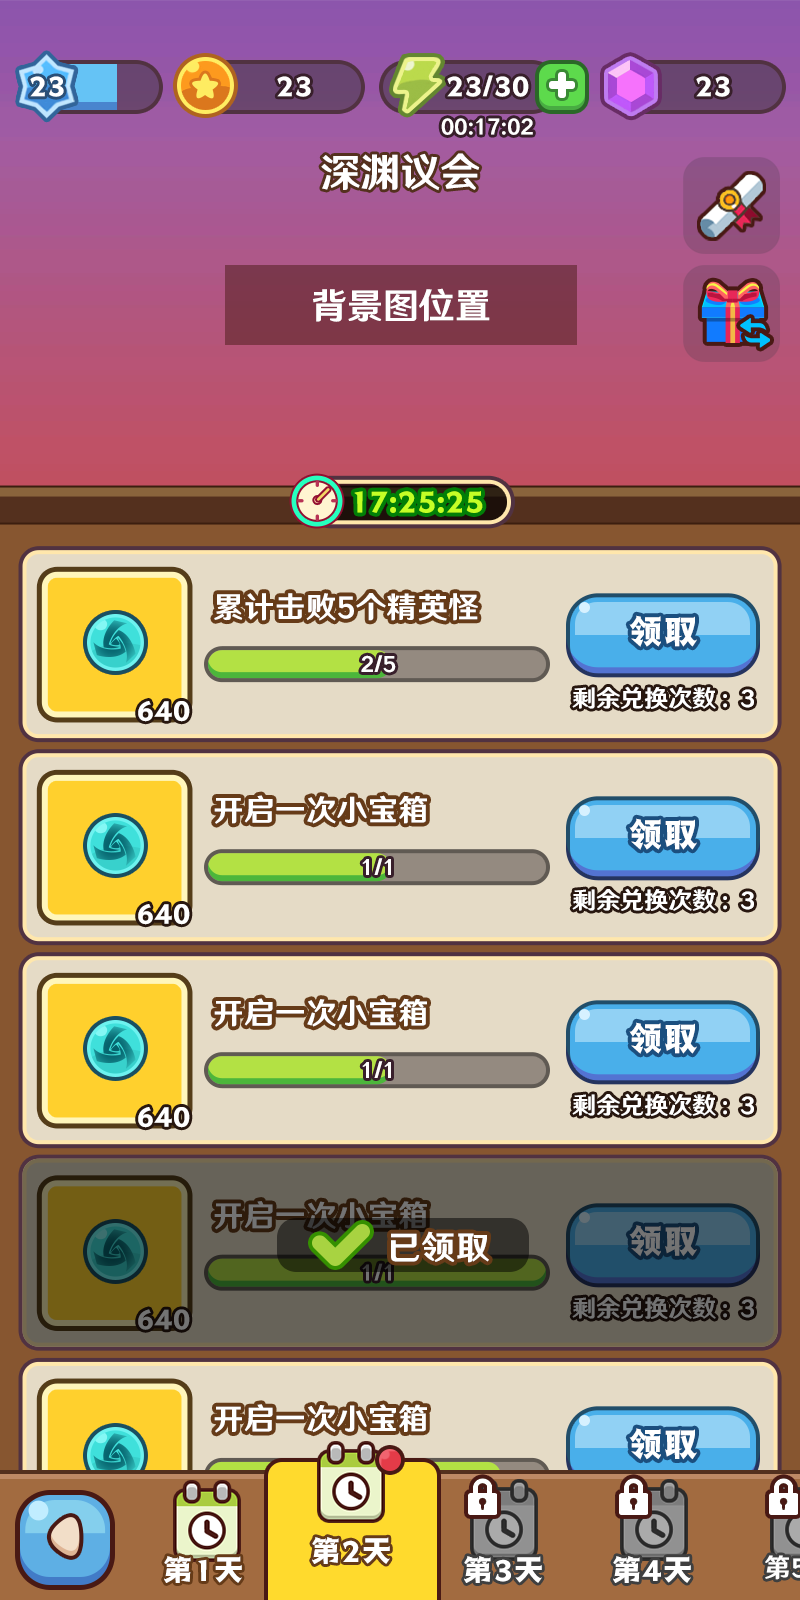 23
23
23/30
23
00:17:02
深渊议会
背景图位置
17:25:25
累计击败5个精英怪
2/5
领取
640
剩余兑换次数：3
开启一次小宝箱
1/1
领取
640
剩余兑换次数：3
开启一次小宝箱
1/1
领取
640
剩余兑换次数：3
开启一次小宝箱
已领取
1/1
领取
640
剩余兑换次数：3
开启一次小宝箱
领取
第1天
第2天
第3天
第4天
第5